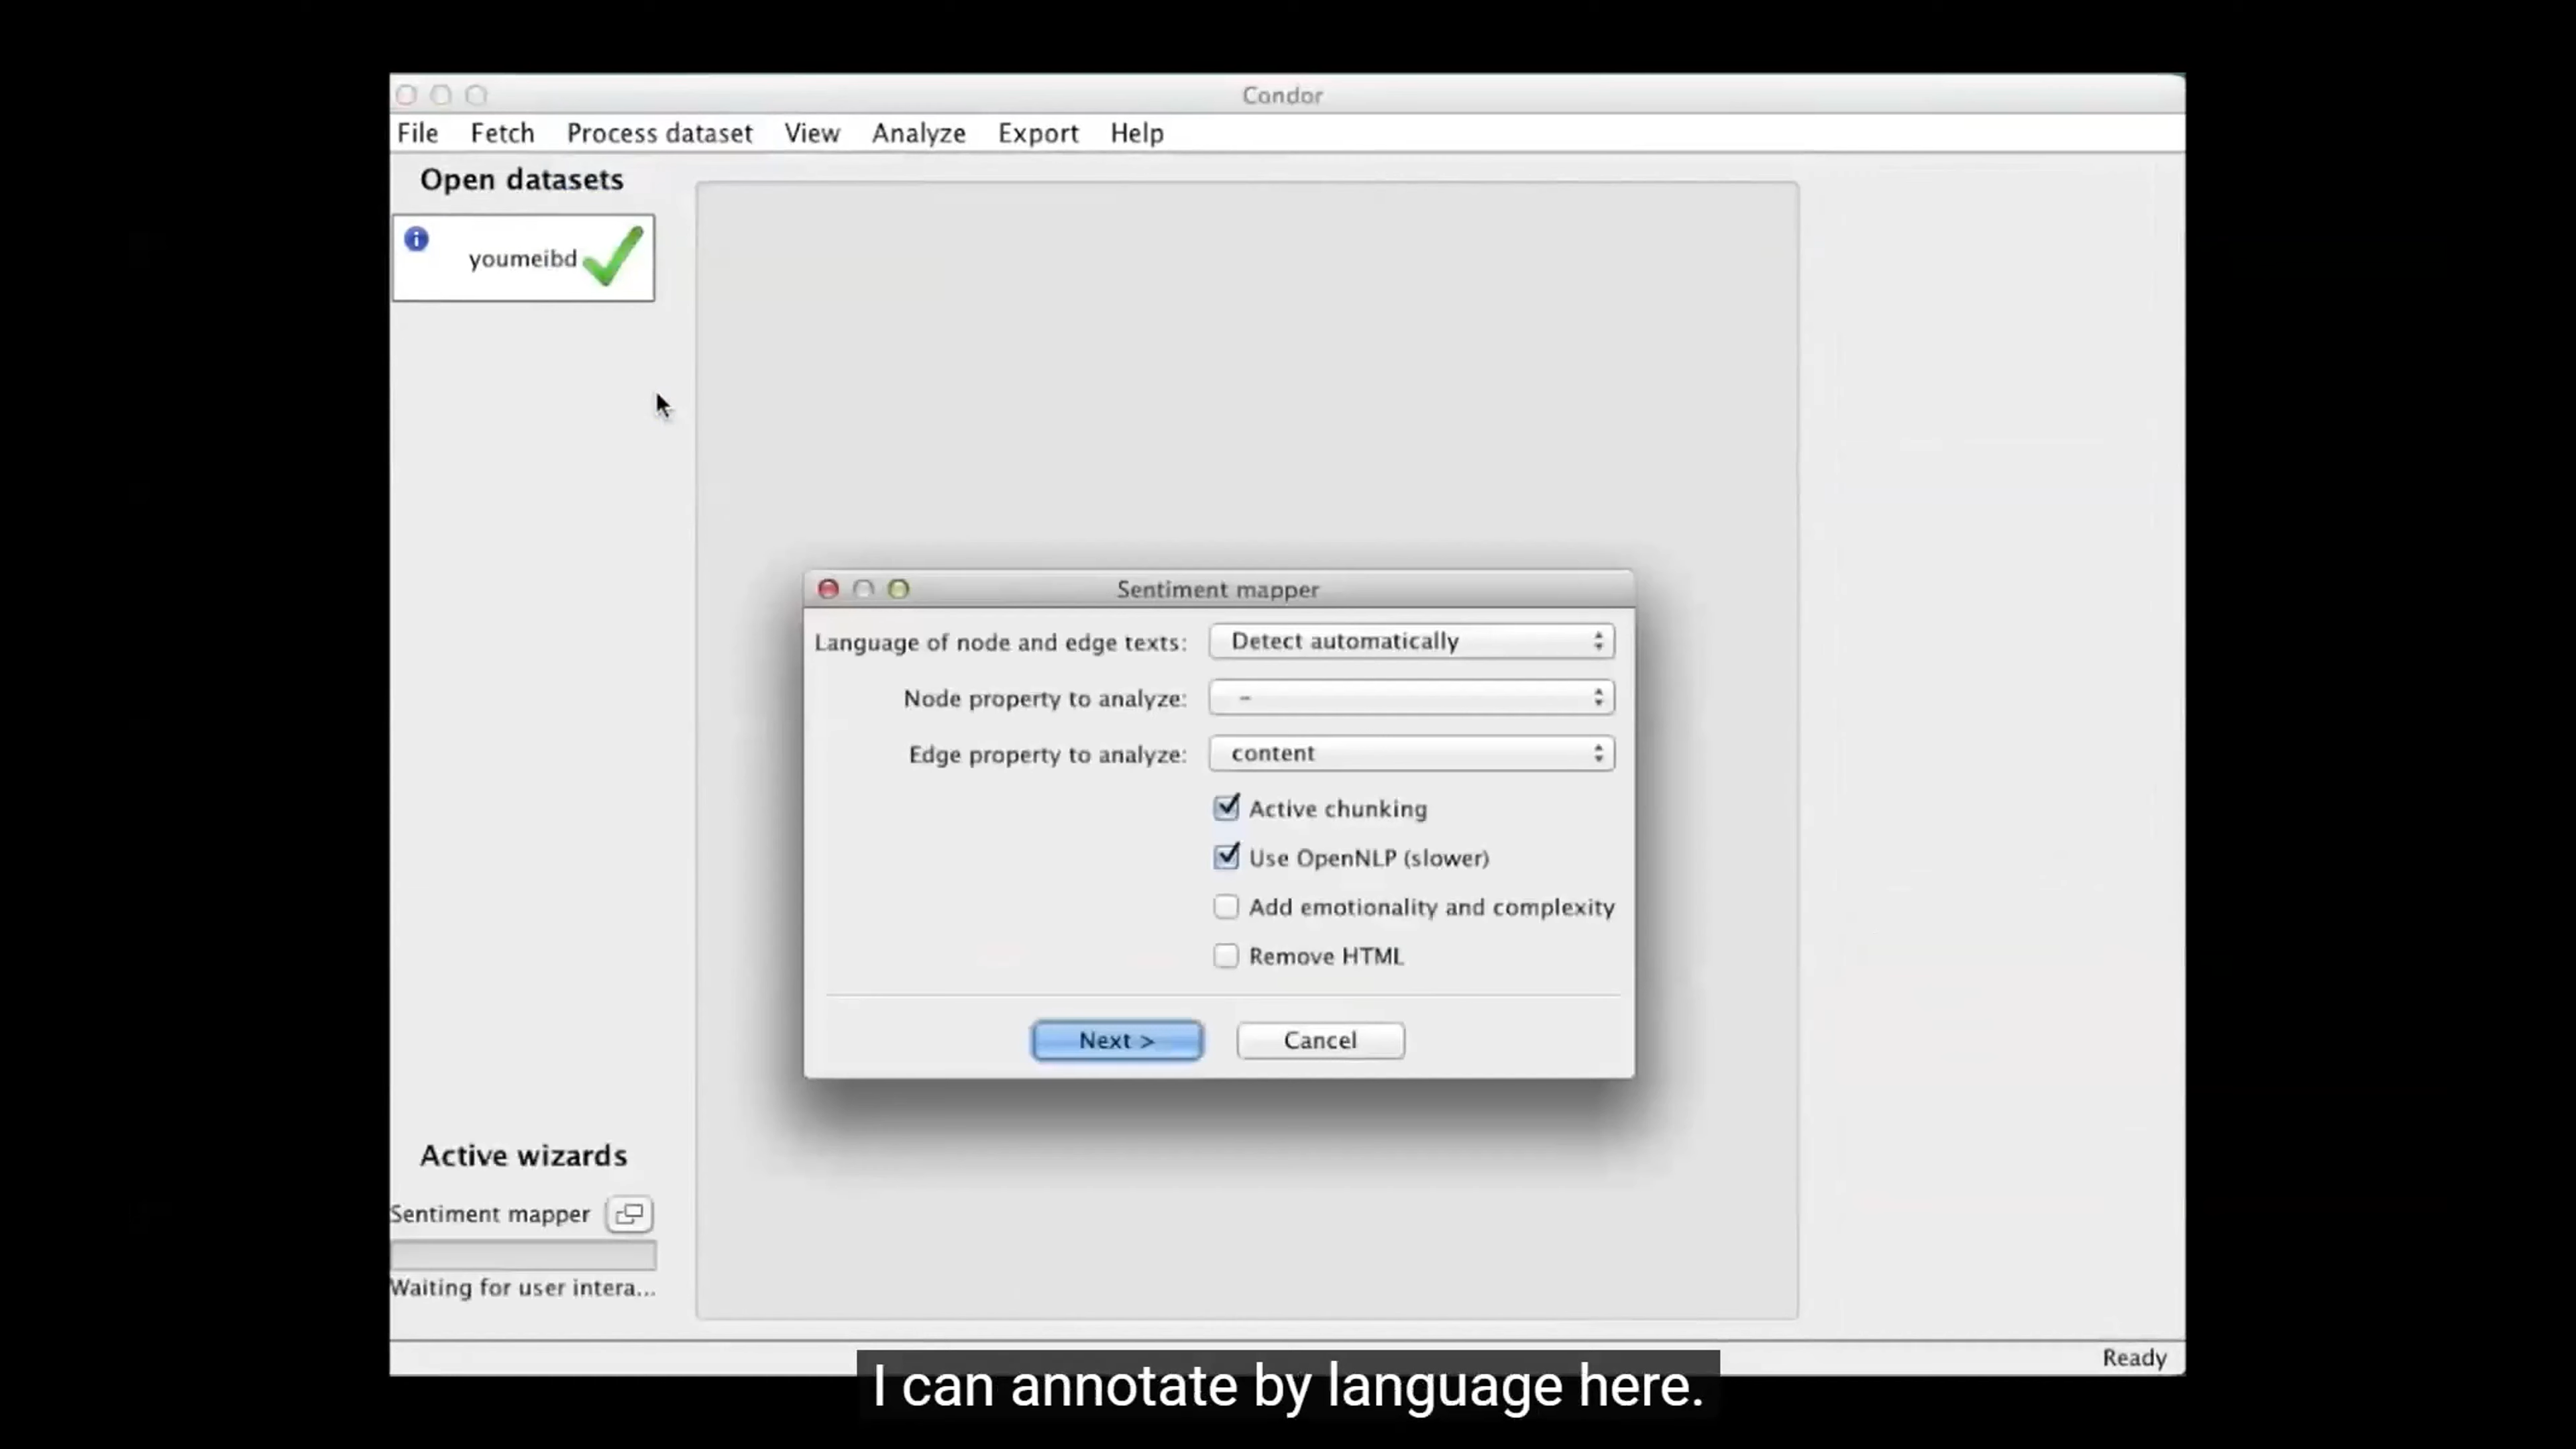 Condor
File Fetch Process dataset View Analyze Export Help
Open datasets
youmeibd
Sentiment mapper
Language of node and edge texts: Detect automatically
Node property to analyze: -
Edge property to analyze: content
Active chunking
Use OpenNLP (slower)
Add emotionality and complexity
Remove HTML
Next > Cancel
Active wizards
Sentiment mapper
Waiting for user intera...
Ready
I can annotate by language here.